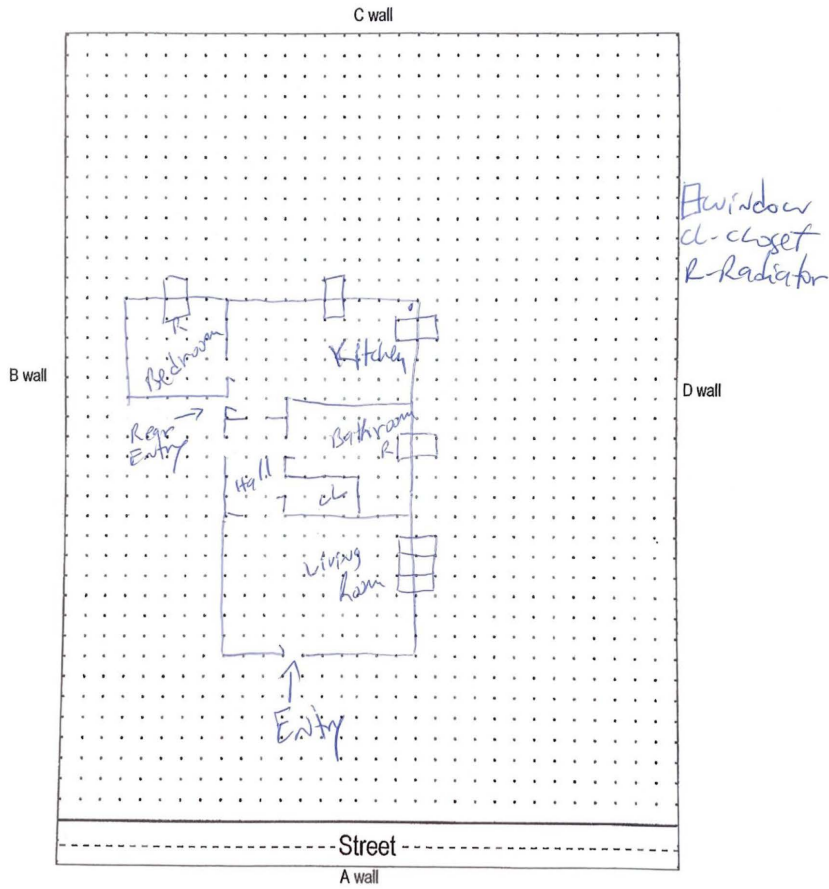 C wall
window
cl-closet
R-Radiator
R
Bedroom
Kitchen
B wall
D wall
Rear
Entry
Bathroom
R
Hall
cl
Living
Room
Entry
Street
A wall